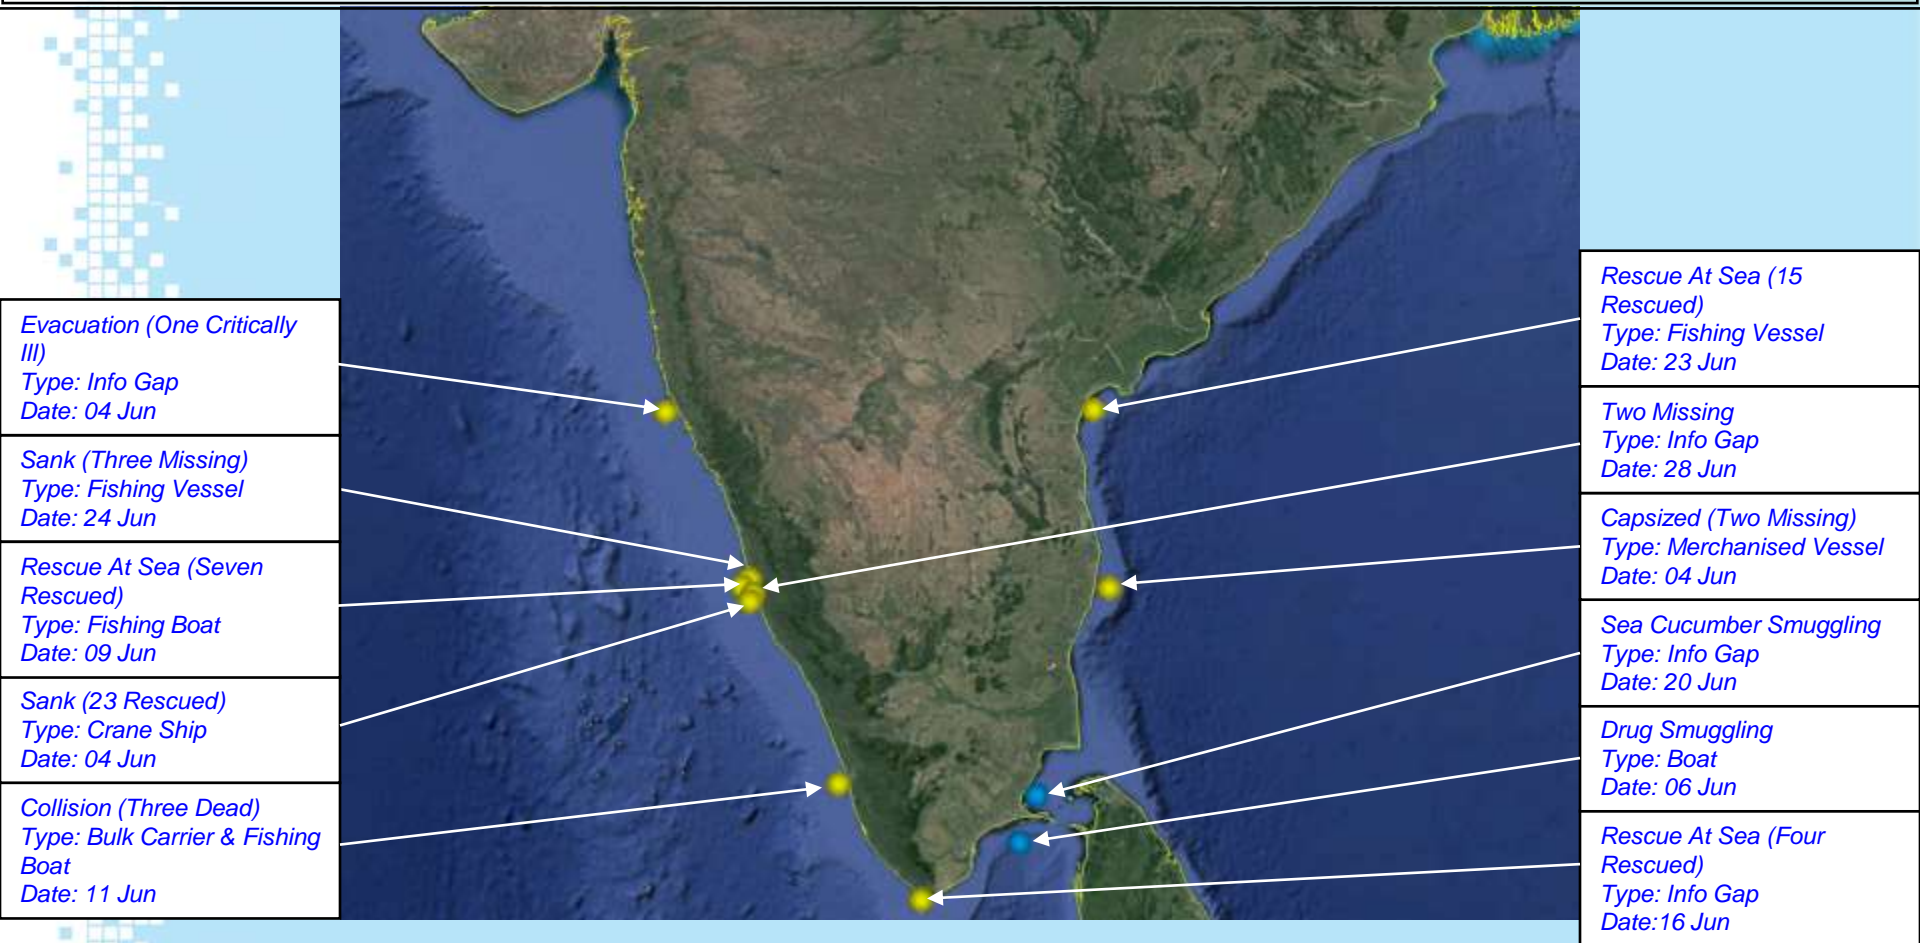 Evacuation (One Critically
Ill)
Type: Info Gap
Date: 04 Jun
Sank (Three Missing)
Type: Fishing Vessel
Date: 24 Jun
Rescue At Sea (Seven
Rescued)
Type: Fishing Boat
Date: 09 Jun
Sank (23 Rescued)
Type: Crane Ship
Date: 04 Jun
Collision (Three Dead)
Type: Bulk Carrier & Fishing
Boat
Date: 11 Jun
Rescue At Sea (15
Rescued)
Type: Fishing Vessel
Date: 23 Jun
Two Missing
Type: Info Gap
Date: 28 Jun
Capsized (Two Missing)
Type: Merchanised Vessel
Date: 04 Jun
Sea Cucumber Smuggling
Type: Info Gap
Date: 20 Jun
Drug Smuggling
Type: Boat
Date: 06 Jun
Rescue At Sea (Four
Rescued)
Type: Info Gap
Date:16 Jun